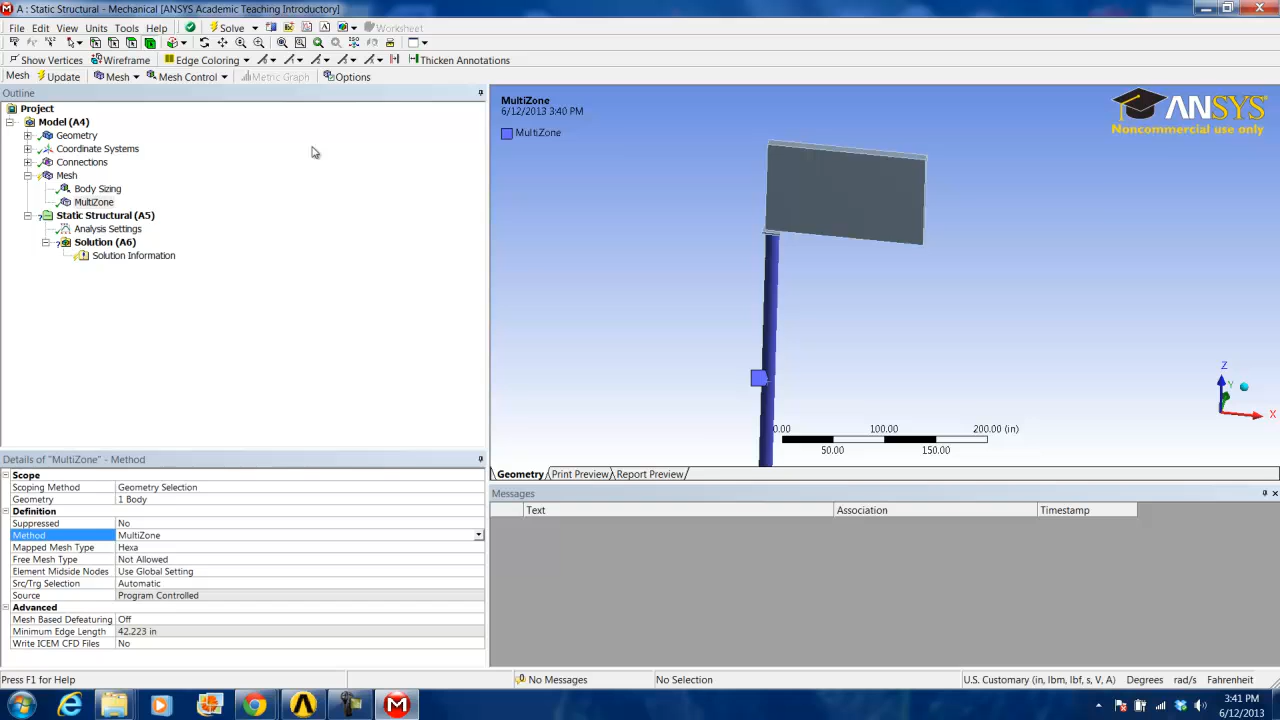 A : Static Structural - Mechanical [ANSYS Academic Teaching Introductory]
File Edit View Units Tools Help Solve Worksheet
Show Vertices Wireframe Edge Coloring Thicken Annotations
Mesh Update Mesh Mesh Control Metric Graph Options
Outline
Project
Model (A4)
Geometry
Coordinate Systems
Connections
Mesh
Body Sizing
MultiZone
Static Structural (A5)
Analysis Settings
Solution (A6)
Solution Information
MultiZone
6/12/2013 3:40 PM
MultiZone
ANSYS
Noncommercial use only
Z
Y
X
0.00 100.00 200.00 (in)
50.00 150.00
Geometry Print Preview Report Preview
Details of "MultiZone" - Method
Scope
Scoping Method Geometry Selection
Geometry 1 Body
Definition
Suppressed No
Method MultiZone
Mapped Mesh Type Hexa
Free Mesh Type Not Allowed
Element Midside Nodes Use Global Setting
Src/Trg Selection Automatic
Source Program Controlled
Advanced
Mesh Based Defeaturing Off
Minimum Edge Length 42.223 in
Write ICEM CFD Files No
Messages
Text Association Timestamp
Press F1 for Help No Messages No Selection U.S. Customary (in, lbm, lbf, s, V, A) Degrees rad/s Fahrenheit
3:41 PM
6/12/2013